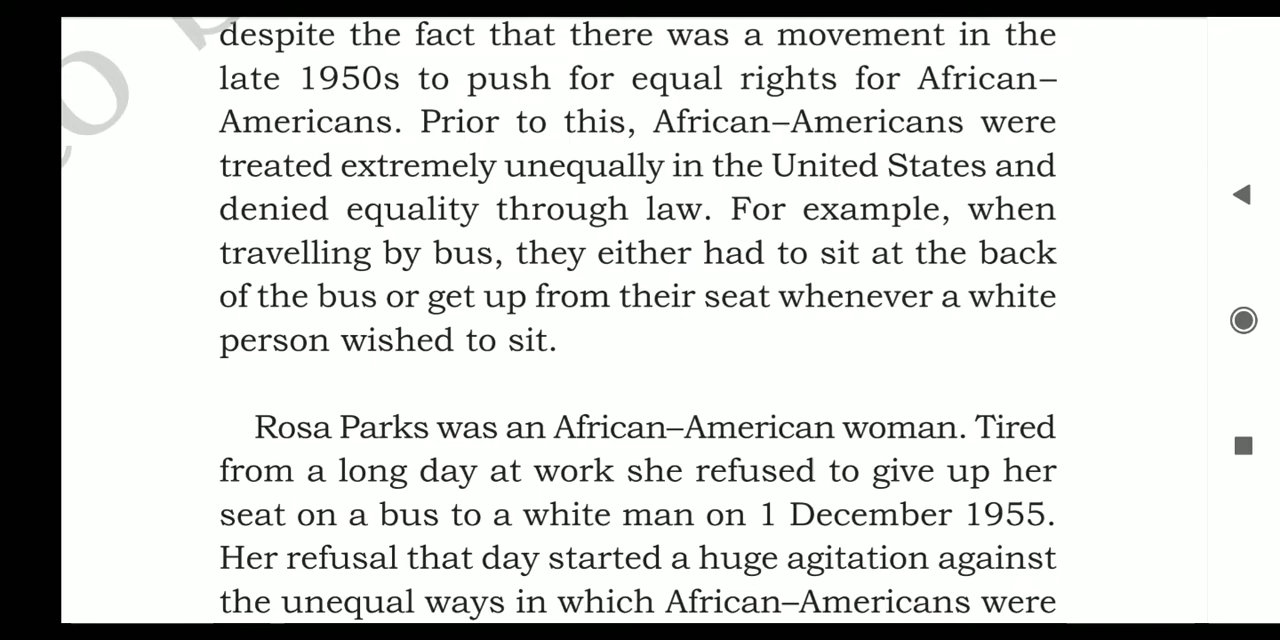 despite the fact that there was a movement in the
late 1950s to push for equal rights for African–
Americans. Prior to this, African–Americans were
treated extremely unequally in the United States and
denied equality through law. For example, when
travelling by bus, they either had to sit at the back
of the bus or get up from their seat whenever a white
person wished to sit.
Rosa Parks was an African–American woman. Tired
from a long day at work she refused to give up her
seat on a bus to a white man on 1 December 1955.
Her refusal that day started a huge agitation against
the unequal ways in which African–Americans were